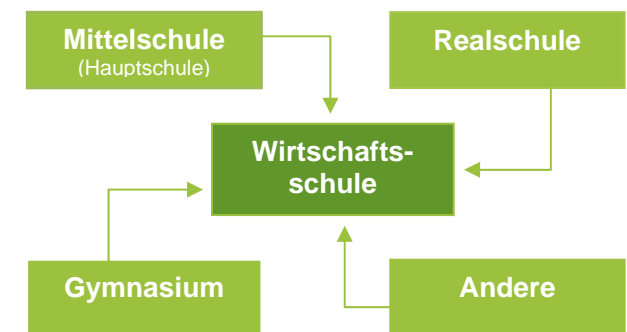 Mittelschule
(Hauptschule)
Realschule
Wirtschafts-
schule
Gymnasium
Andere